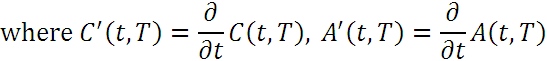 where C′(t,T) = ∂/∂t C(t,T), A′(t,T) = ∂/∂t A(t,T)